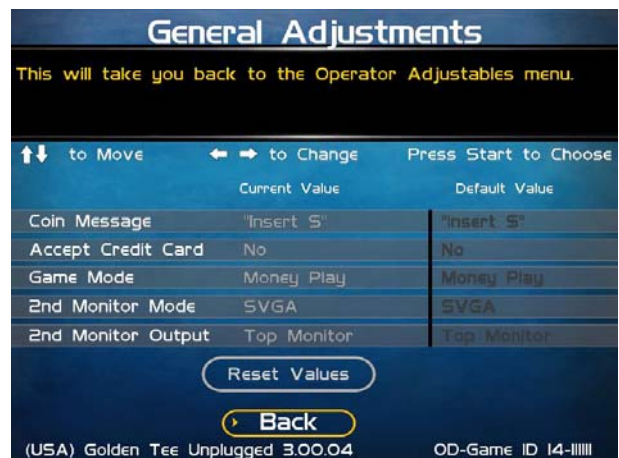 General Adjustments
This will take you back to the Operator Adjustables menu.
to Move to Change Press Start to Choose
Current Value Default Value
Coin Message "Insert $" "Insert $"
Accept Credit Card No No
Game Mode Money Play Money Play
2nd Monitor Mode SVGA SVGA
2nd Monitor Output Top Monitor Top Monitor
Reset Values
Back
(USA) Golden Tee Unplugged 3.00.04 OD-Game ID 14-111111